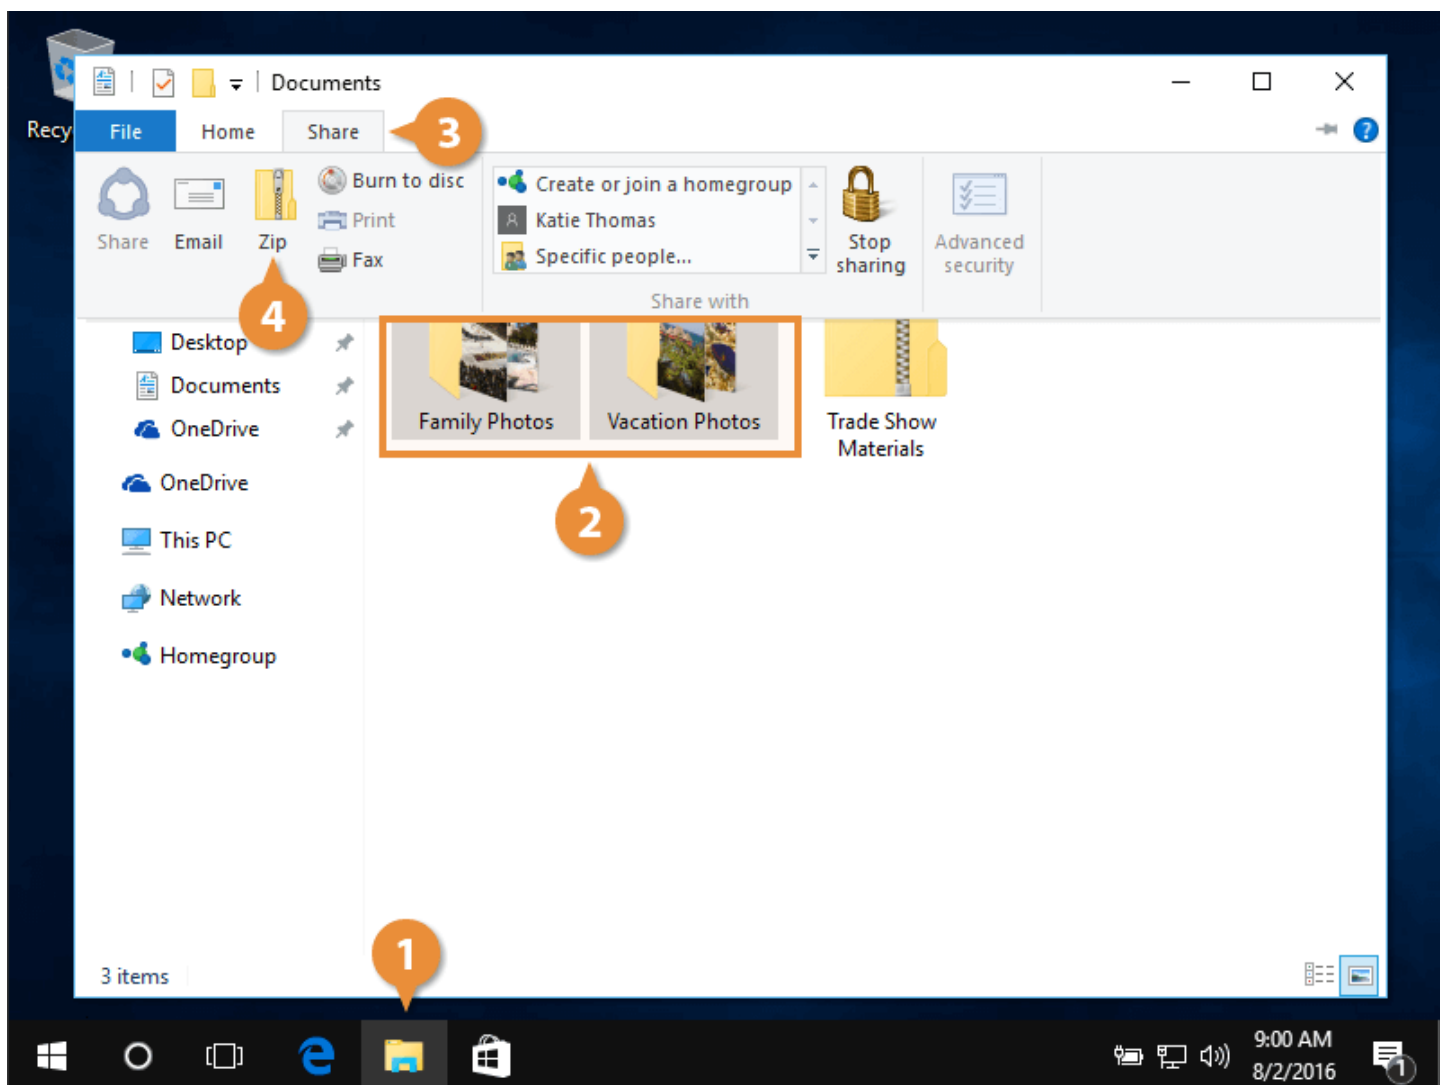 Documents
Recy
File
Home
Share
3
Share
Email
Zip
Burn to disc
Print
Fax
Create or join a homegroup
Katie Thomas
Specific people...
Stop
sharing
Advanced
security
Share with
4
Desktop
Documents
OneDrive
OneDrive
This PC
Network
Homegroup
Family Photos
Vacation Photos
Trade Show
Materials
2
3 items
1
9:00 AM
8/2/2016
1